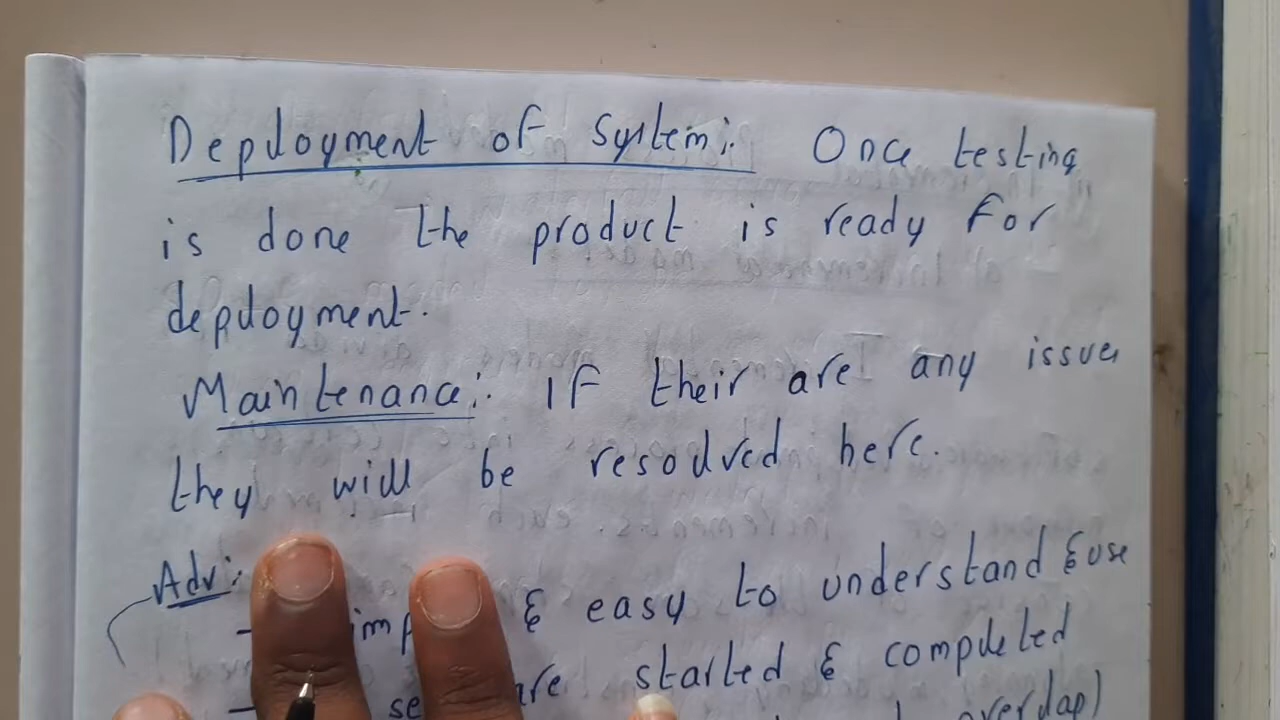 Deployment of System:- Once testing
is done the product is ready for
deployment.
Maintenance:- If their are any issues
they will be resolved here.
Adv:-
- & easy to understand & use
- started & completed
overlap)